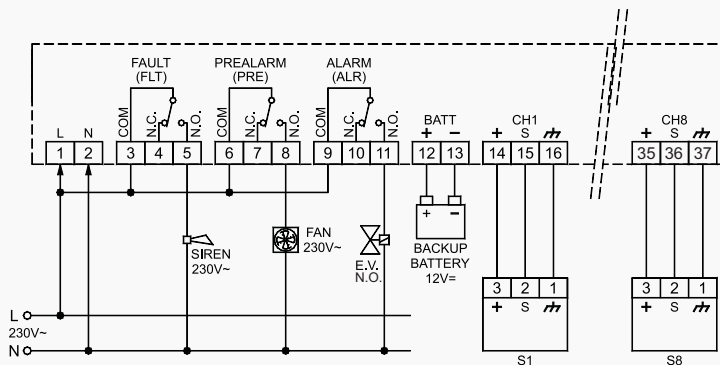 FAULT PREALARM ALARM
(FLT) (PRE) (ALR) BATT CH1 CH8
L N COM N.C. N.O. COM N.C. N.O. COM N.C. N.O. + − + S + S
1 2 3 4 5 6 7 8 9 10 11 12 13 14 15 16 35 36 37
+ −
SIREN
230V~
FAN
230V~
E.V.
N.O.
BACKUP
BATTERY
12V=
3 2 1 3 2 1
+ S + S
L
230V~
N
S1 S8